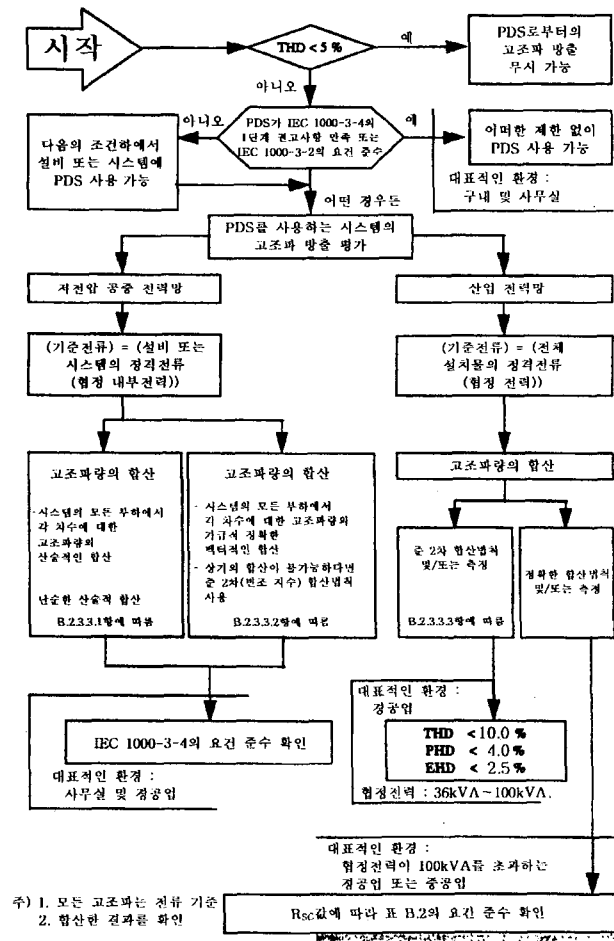 시작
THD < 5 %
예
PDS로부터의
고조파 방출
무시 가능
아니오
PDS가 IEC 1000-3-4의
1단계 권고사항 만족 또는
IEC 1000-3-2의 요건 준수
아니오
예
다음의 조건하에서
설비 또는 시스템에
PDS 사용 가능
어떠한 제한 없이
PDS 사용 가능
대표적인 환경 :
구내 및 사무실
어떤 경우든
PDS를 사용하는 시스템의
고조파 방출 평가
저전압 공중 전력망
산업 전력망
(기준전류) = (설비 또는
시스템의 정격전류
(협정 내부전력))
(기준전류) = (전체
설치물의 정격전류
(협정 전력))
고조파량의 합산
· 시스템의 모든 부하에서
각 차수에 대한
고조파량의
산술적인 합산
단순한 산술적 합산
B.2.3.3.1항에 따름
고조파량의 합산
· 시스템의 모든 부하에서
각 차수에 대한 고조파량의
가급적 정확한
벡터적인 합산
· 상기의 합산이 불가능하다면
준 2차(변조 지수) 합산법칙
사용
B.2.3.3.2항에 따름
고조파량의 합산
준 2차 합산법칙
및/또는 측정
B.2.3.3.3항에 따름
정확한 합산법칙
및/또는 측정
IEC 1000-3-4의 요건 준수 확인
대표적인 환경 :
사무실 및 경공업
대표적인 환경 :
경공업
THD < 10.0 %
PHD < 4.0 %
EHD < 2.5 %
협정전력 : 36kVA~100kVA.
대표적인 환경 :
협정전력이 100kVA를 초과하는
경공업 또는 중공업
Rsc값에 따라 표 B.2의 요건 준수 확인
주) 1. 모든 고조파는 전류 기준
2. 합산한 결과를 확인